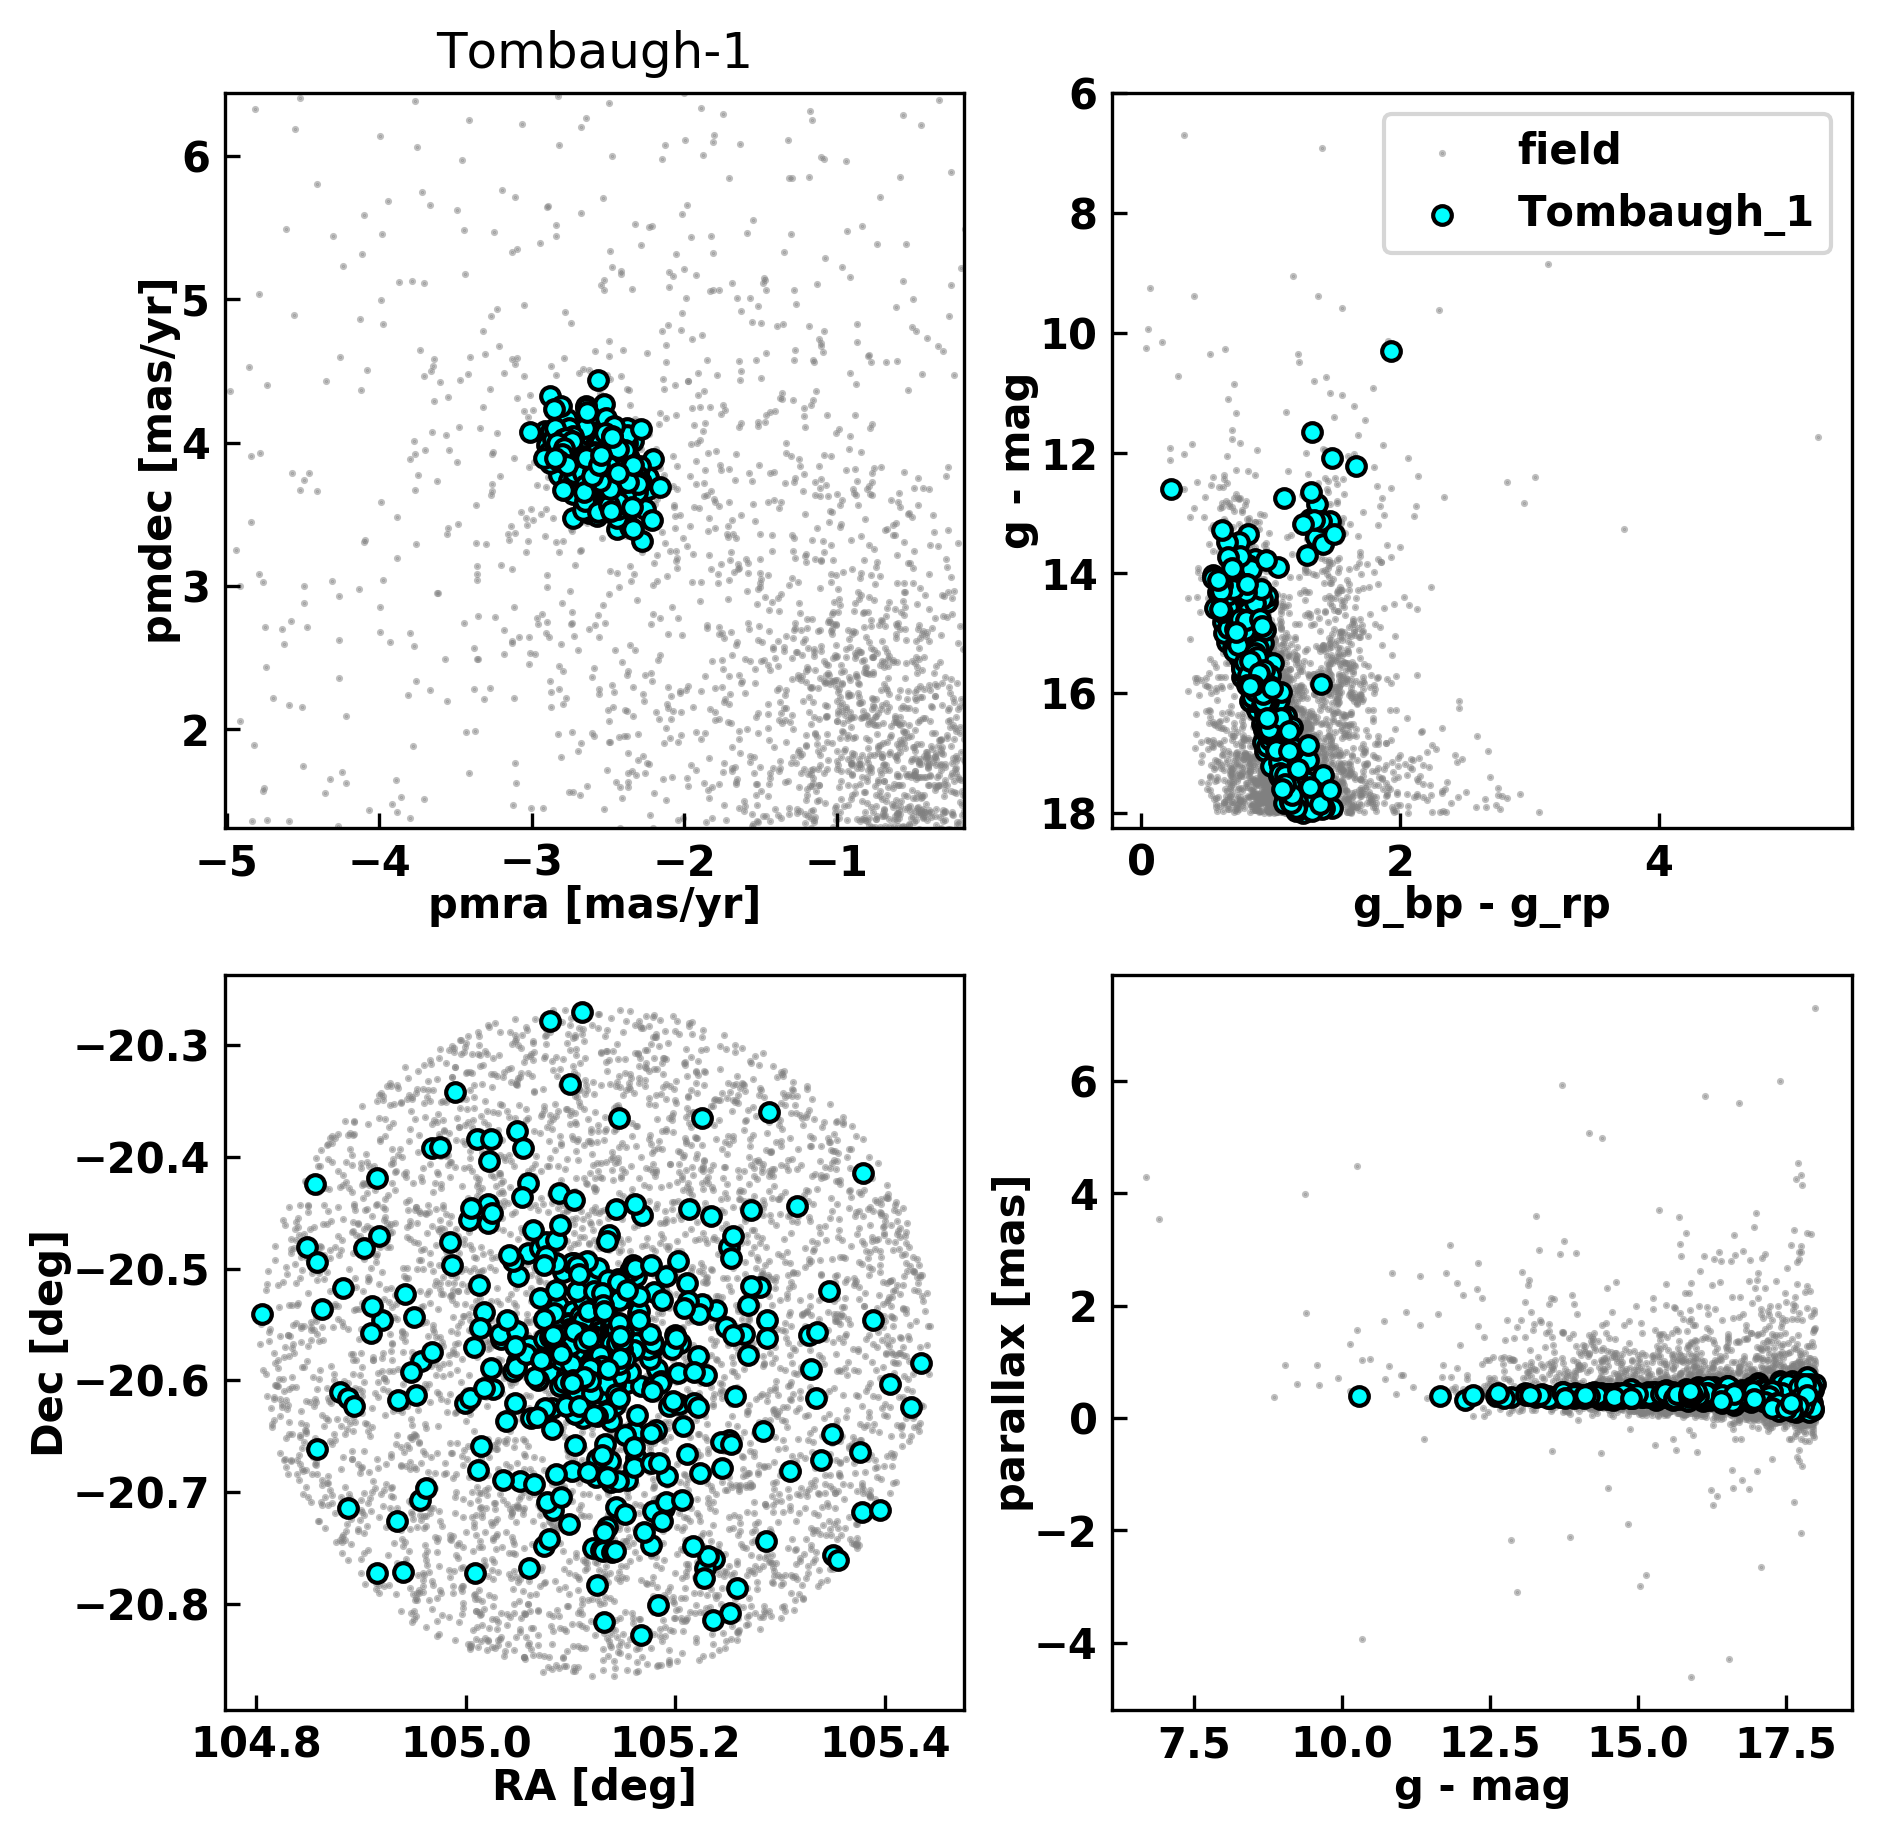 Tombaugh-1
6
5
4
3
2
pmdec [mas/yr]
−5 −4 −3 −2 −1
pmra [mas/yr]
6
8
10
12
14
16
18
g - mag
field
Tombaugh_1
0 2 4
g_bp - g_rp
−20.3
−20.4
−20.5
−20.6
−20.7
−20.8
Dec [deg]
104.8 105.0 105.2 105.4
RA [deg]
6
4
2
0
−2
−4
parallax [mas]
7.5 10.0 12.5 15.0 17.5
g - mag